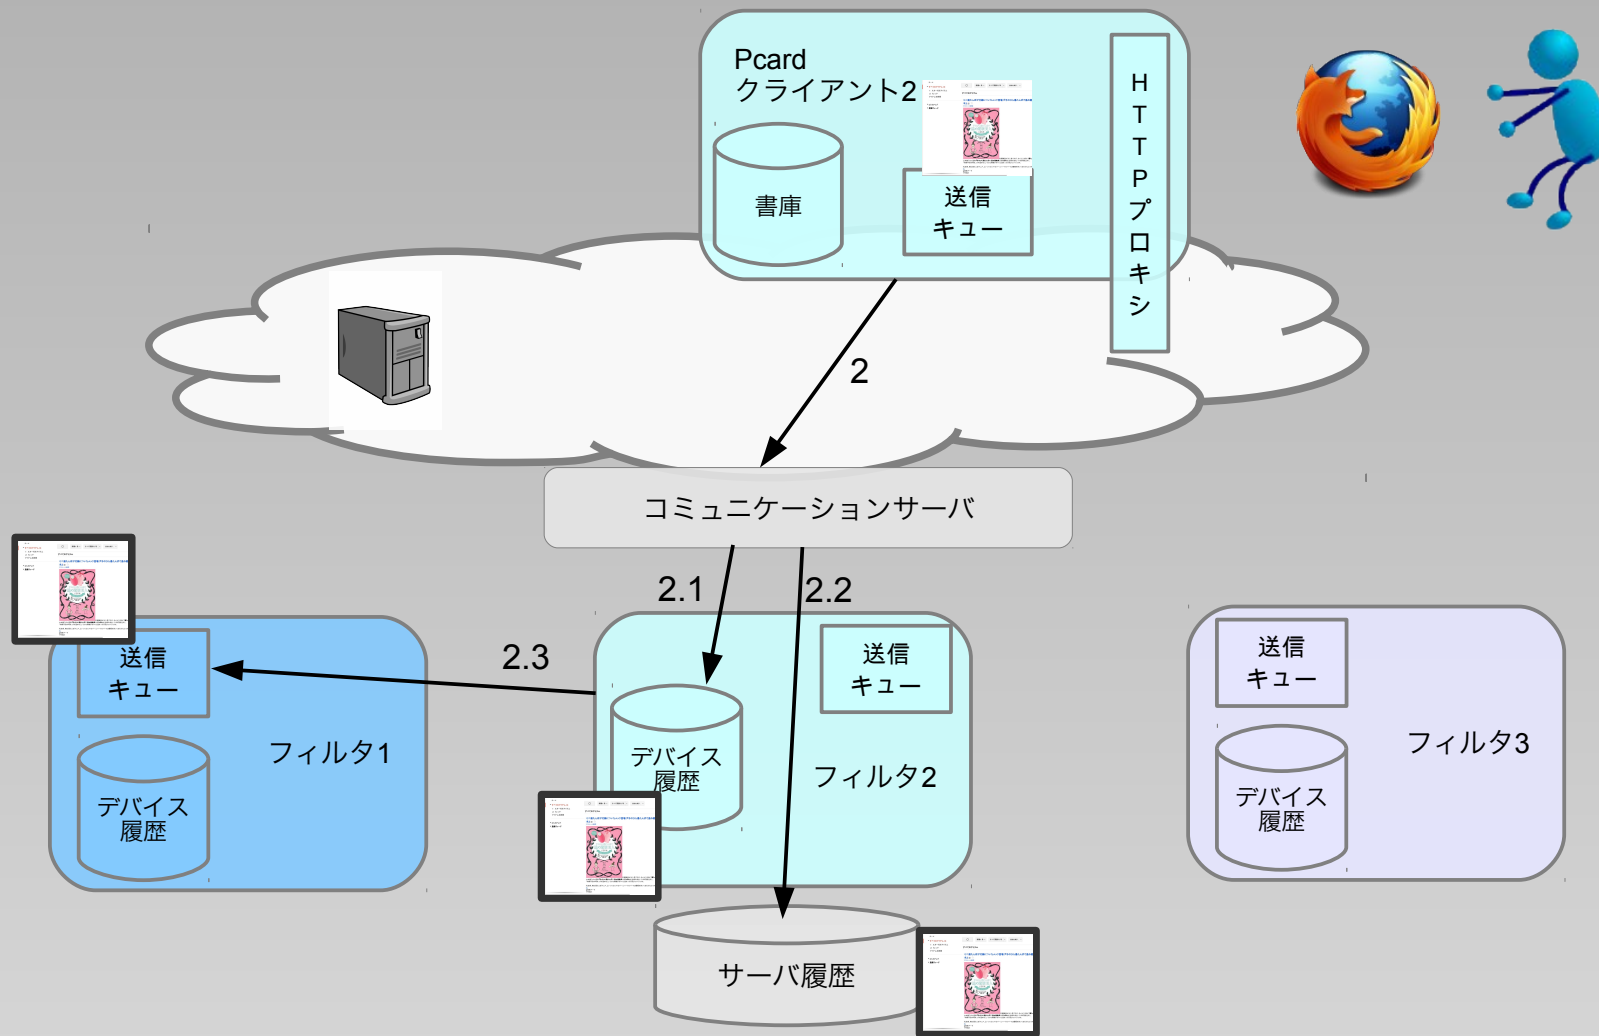 Pcard
クライアント2
HTTPプロキシ
書庫
送信
キュー
2
コミュニケーションサーバ
2.1
2.2
2.3
送信
キュー
フィルタ1
デバイス
履歴
送信
キュー
デバイス
履歴
フィルタ2
送信
キュー
フィルタ3
デバイス
履歴
サーバ履歴